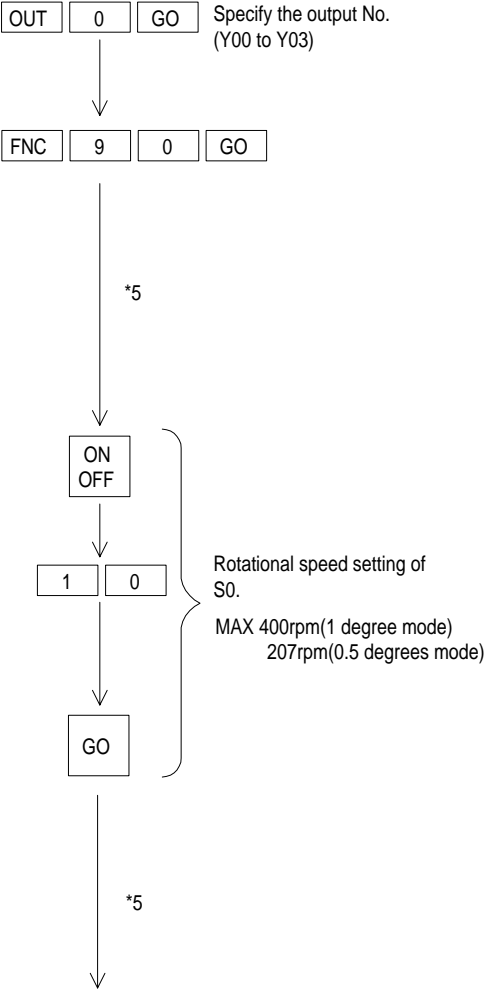 OUT 0 GO Specify the output No.
(Y00 to Y03)
FNC 9 0 GO
*5
ON
OFF
1 0
Rotational speed setting of
S0.
MAX 400rpm(1 degree mode)
207rpm(0.5 degrees mode)
GO
*5